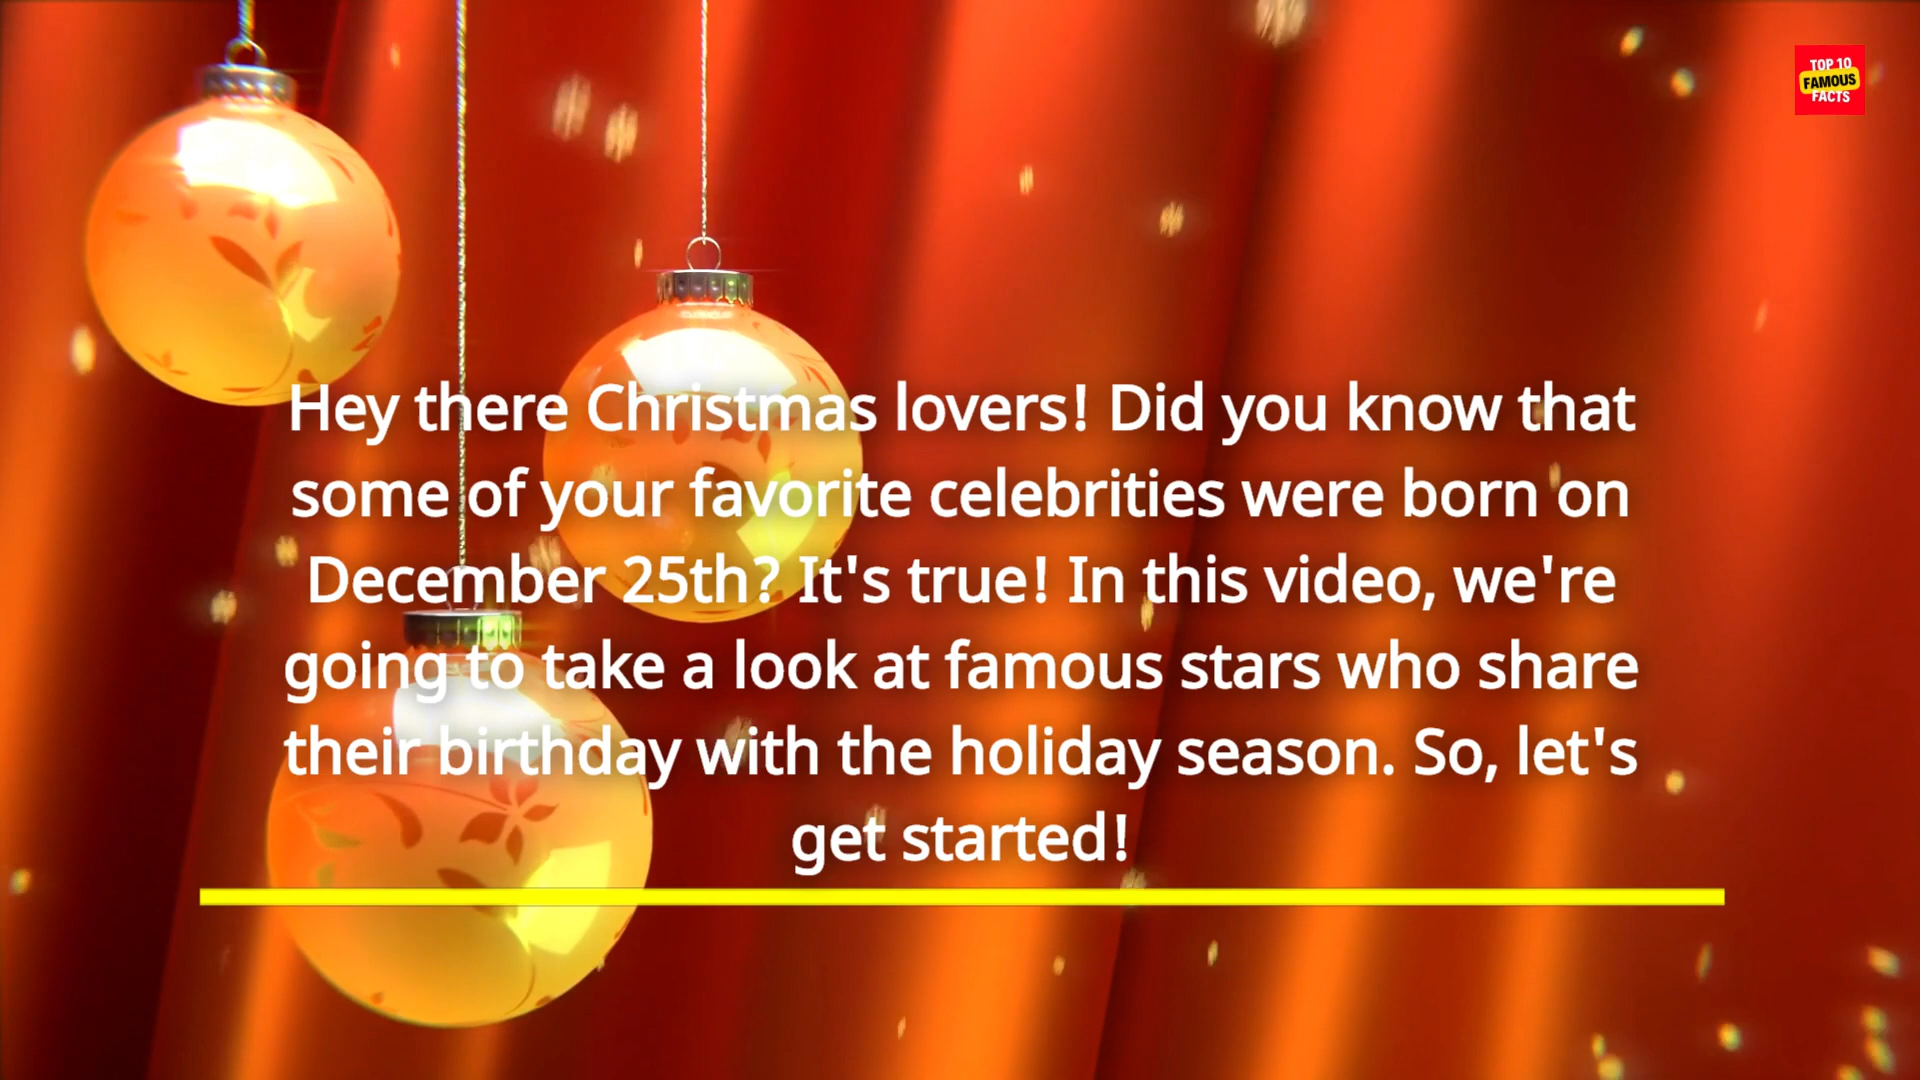 TOP 10
FAMOUS
FACTS
Hey there Christmas lovers! Did you know that
some of your favorite celebrities were born on
December 25th? It's true! In this video, we're
going to take a look at famous stars who share
their birthday with the holiday season. So, let's
get started!